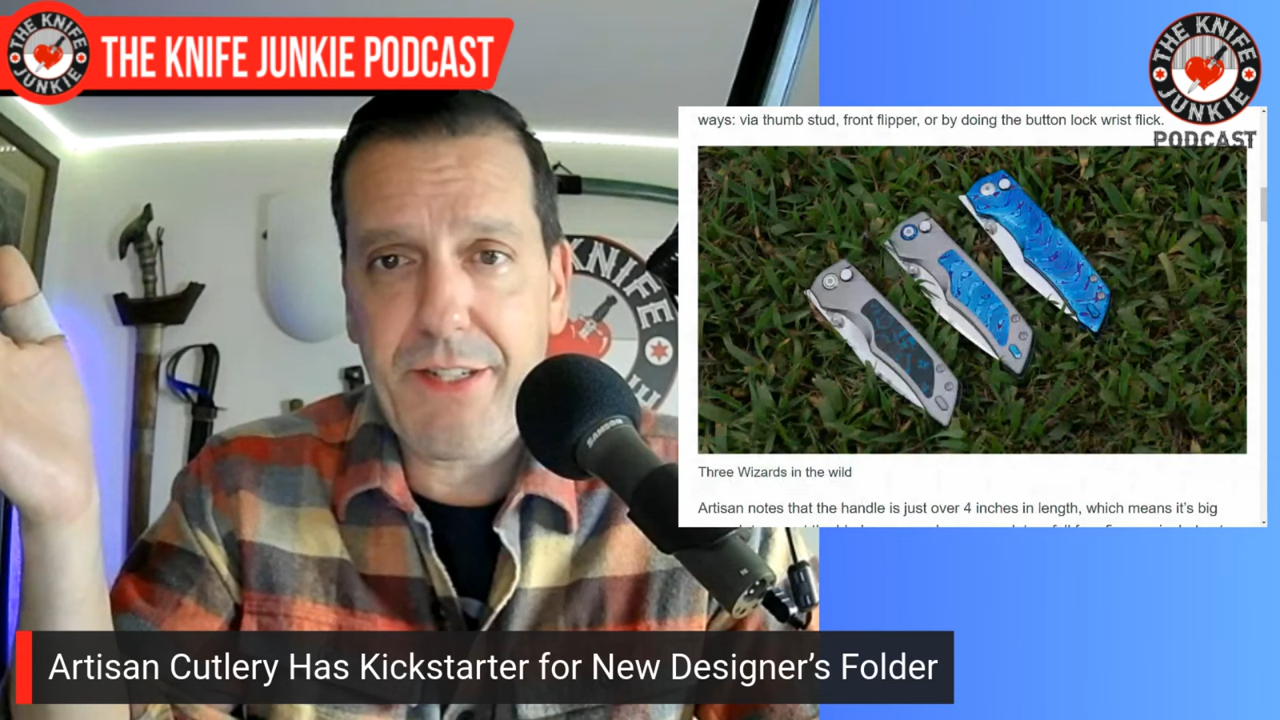 THE KNIFE JUNKIE
THE KNIFE JUNKIE PODCAST
THE KNIFE JUNKIE
PODCAST
ways: via thumb stud, front flipper, or by doing the button lock wrist flick.
KNIFE
SAMSON
Three Wizards in the wild
Artisan notes that the handle is just over 4 inches in length, which means it's big
Artisan Cutlery Has Kickstarter for New Designer's Folder